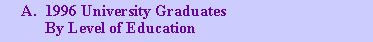 A. 1996 University Graduates
By Level of Education